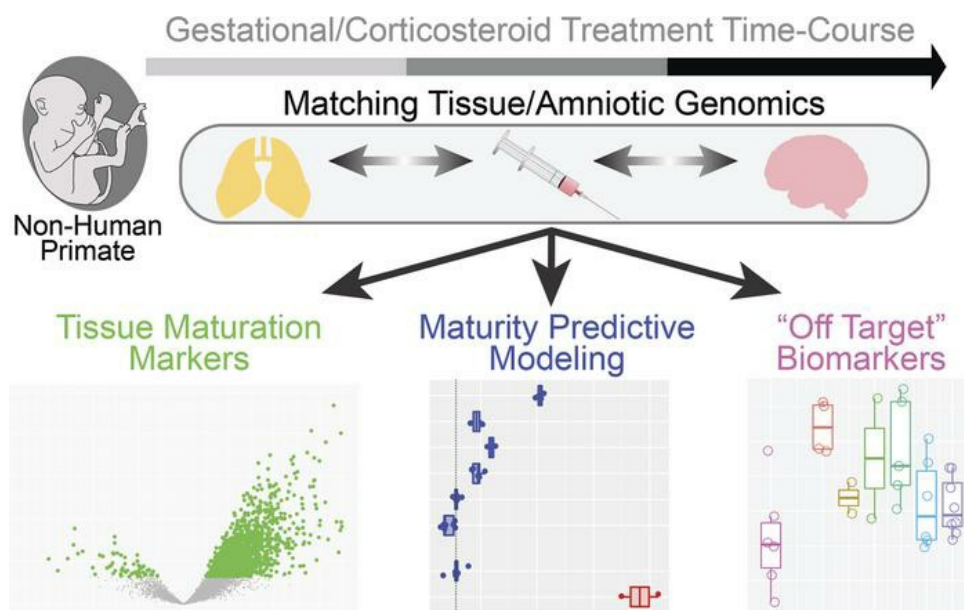 Gestational/Corticosteroid Treatment Time-Course
Matching Tissue/Amniotic Genomics
Non-Human
Primate
Tissue Maturation
Markers
Maturity Predictive
Modeling
“Off Target”
Biomarkers